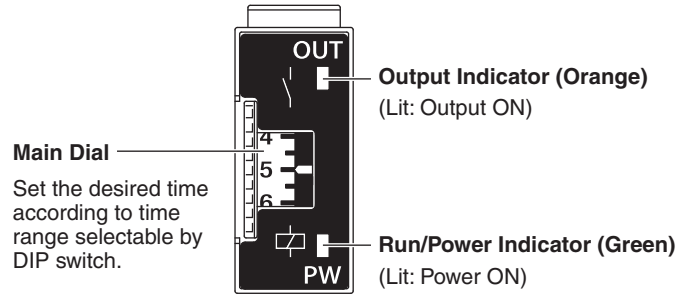 OUT
Output Indicator (Orange)
(Lit: Output ON)
Main Dial
Set the desired time
according to time
range selectable by
DIP switch.
4
5
6
Run/Power Indicator (Green)
(Lit: Power ON)
PW